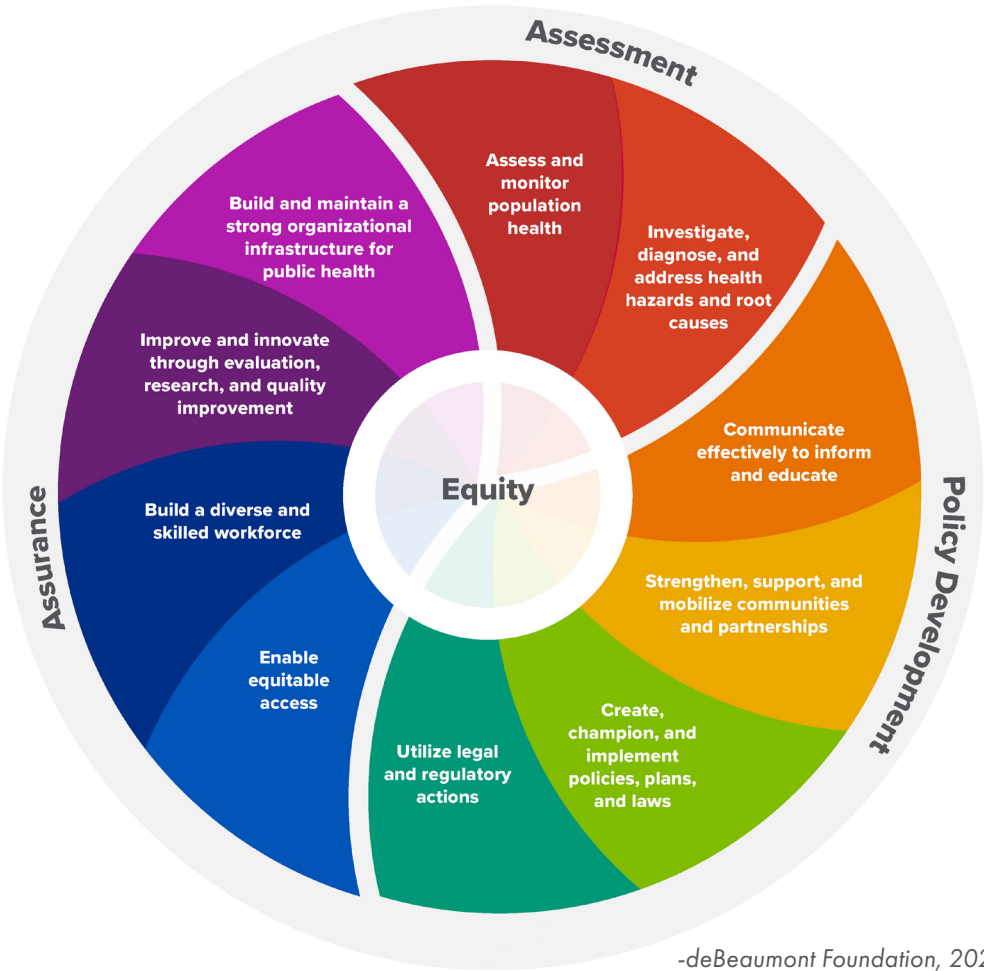 Assessment
Assess and
monitor
population
health
Investigate,
diagnose, and
address health
hazards and root
causes
Policy Development
Communicate
effectively to inform
and educate
Strengthen, support, and
mobilize communities
and partnerships
Create,
champion, and
implement
policies, plans,
and laws
Utilize legal
and regulatory
actions
Assurance
Enable
equitable
access
Build a diverse and
skilled workforce
Improve and innovate
through evaluation,
research, and quality
improvement
Build and maintain a
strong organizational
infrastructure for
public health
Equity
-deBeaumont Foundation,